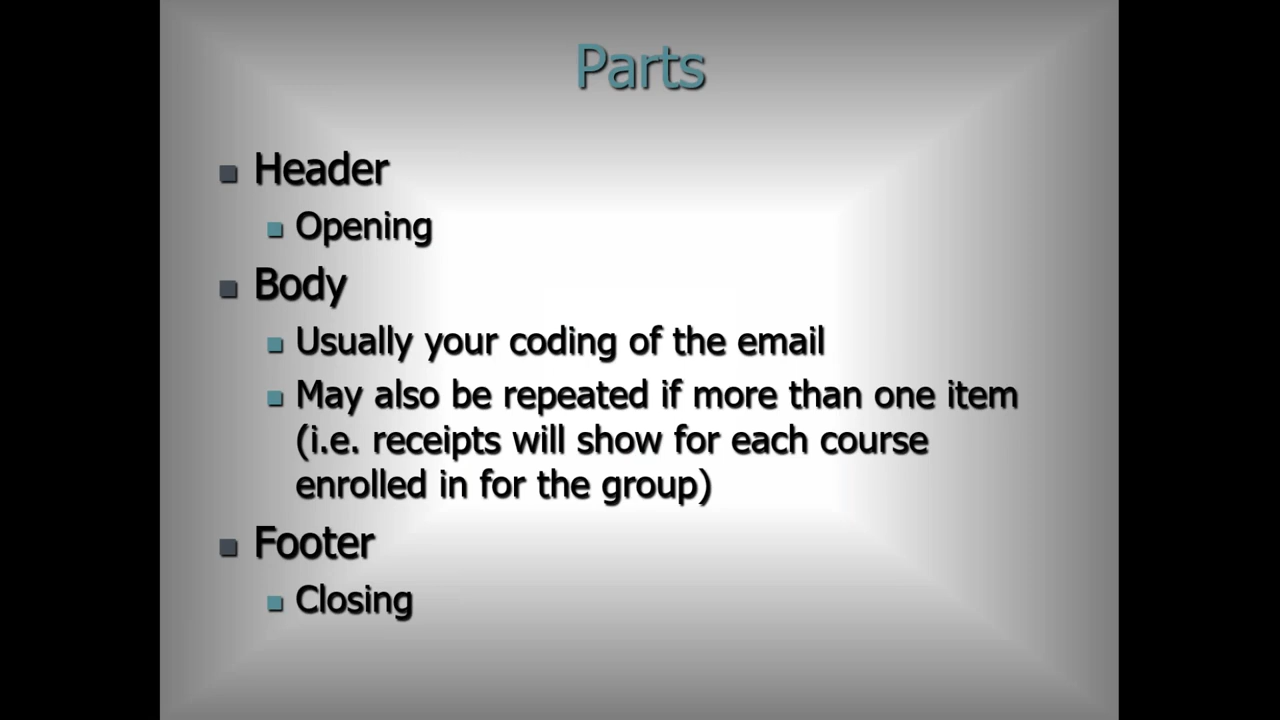 Parts
Header
Opening
Body
Usually your coding of the email
May also be repeated if more than one item
(i.e. receipts will show for each course
enrolled in for the group)
Footer
Closing